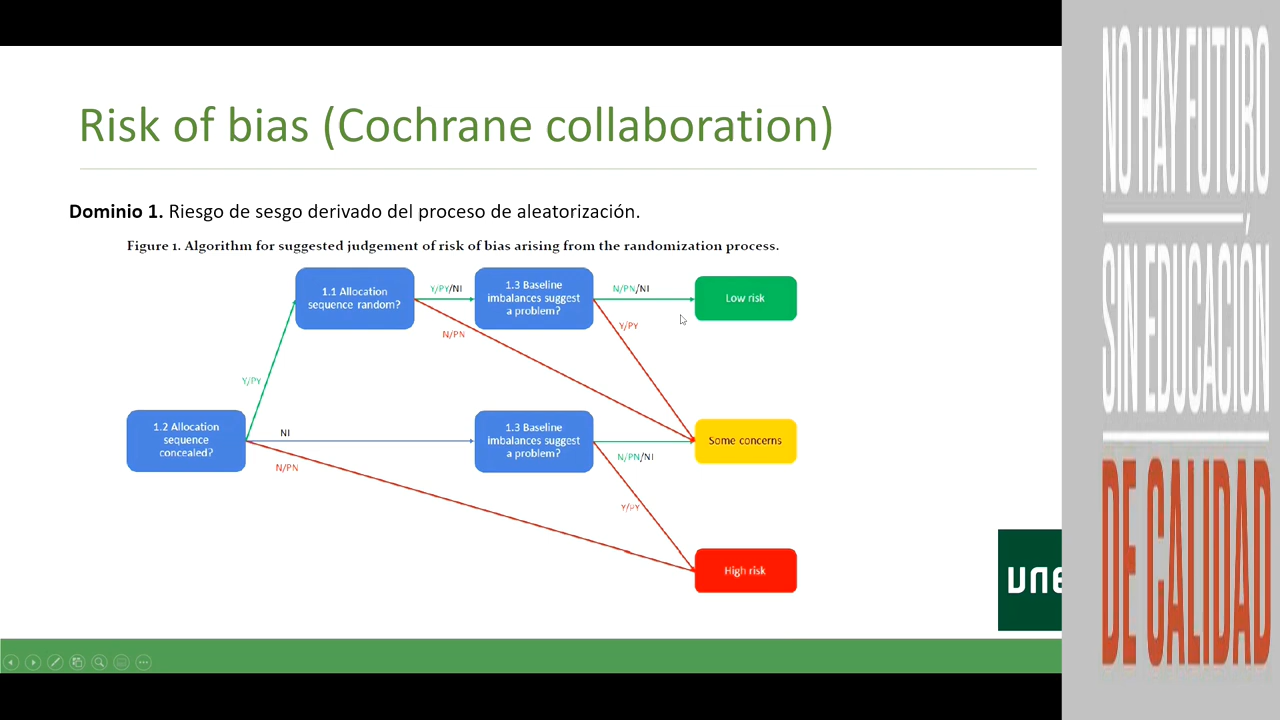 Risk of bias (Cochrane collaboration)
Dominio 1. Riesgo de sesgo derivado del proceso de aleatorización.
Figure 1. Algorithm for suggested judgement of risk of bias arising from the randomization process.
1.1 Allocation
sequence random?
Y/PY/NI
1.3 Baseline
imbalances suggest
a problem?
N/PN/NI
Low risk
N/PN
Y/PY
Y/PY
1.2 Allocation
sequence
concealed?
NI
1.3 Baseline
imbalances suggest
a problem?
N/PN/NI
Some concerns
N/PN
Y/PY
High risk
une
NO HAY FUTURO
SIN EDUCACIÓN
DE CALIDAD